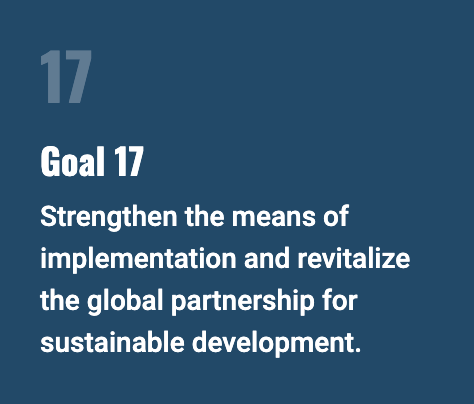 17
Goal 17
Strengthen the means of
implementation and revitalize
the global partnership for
sustainable development.